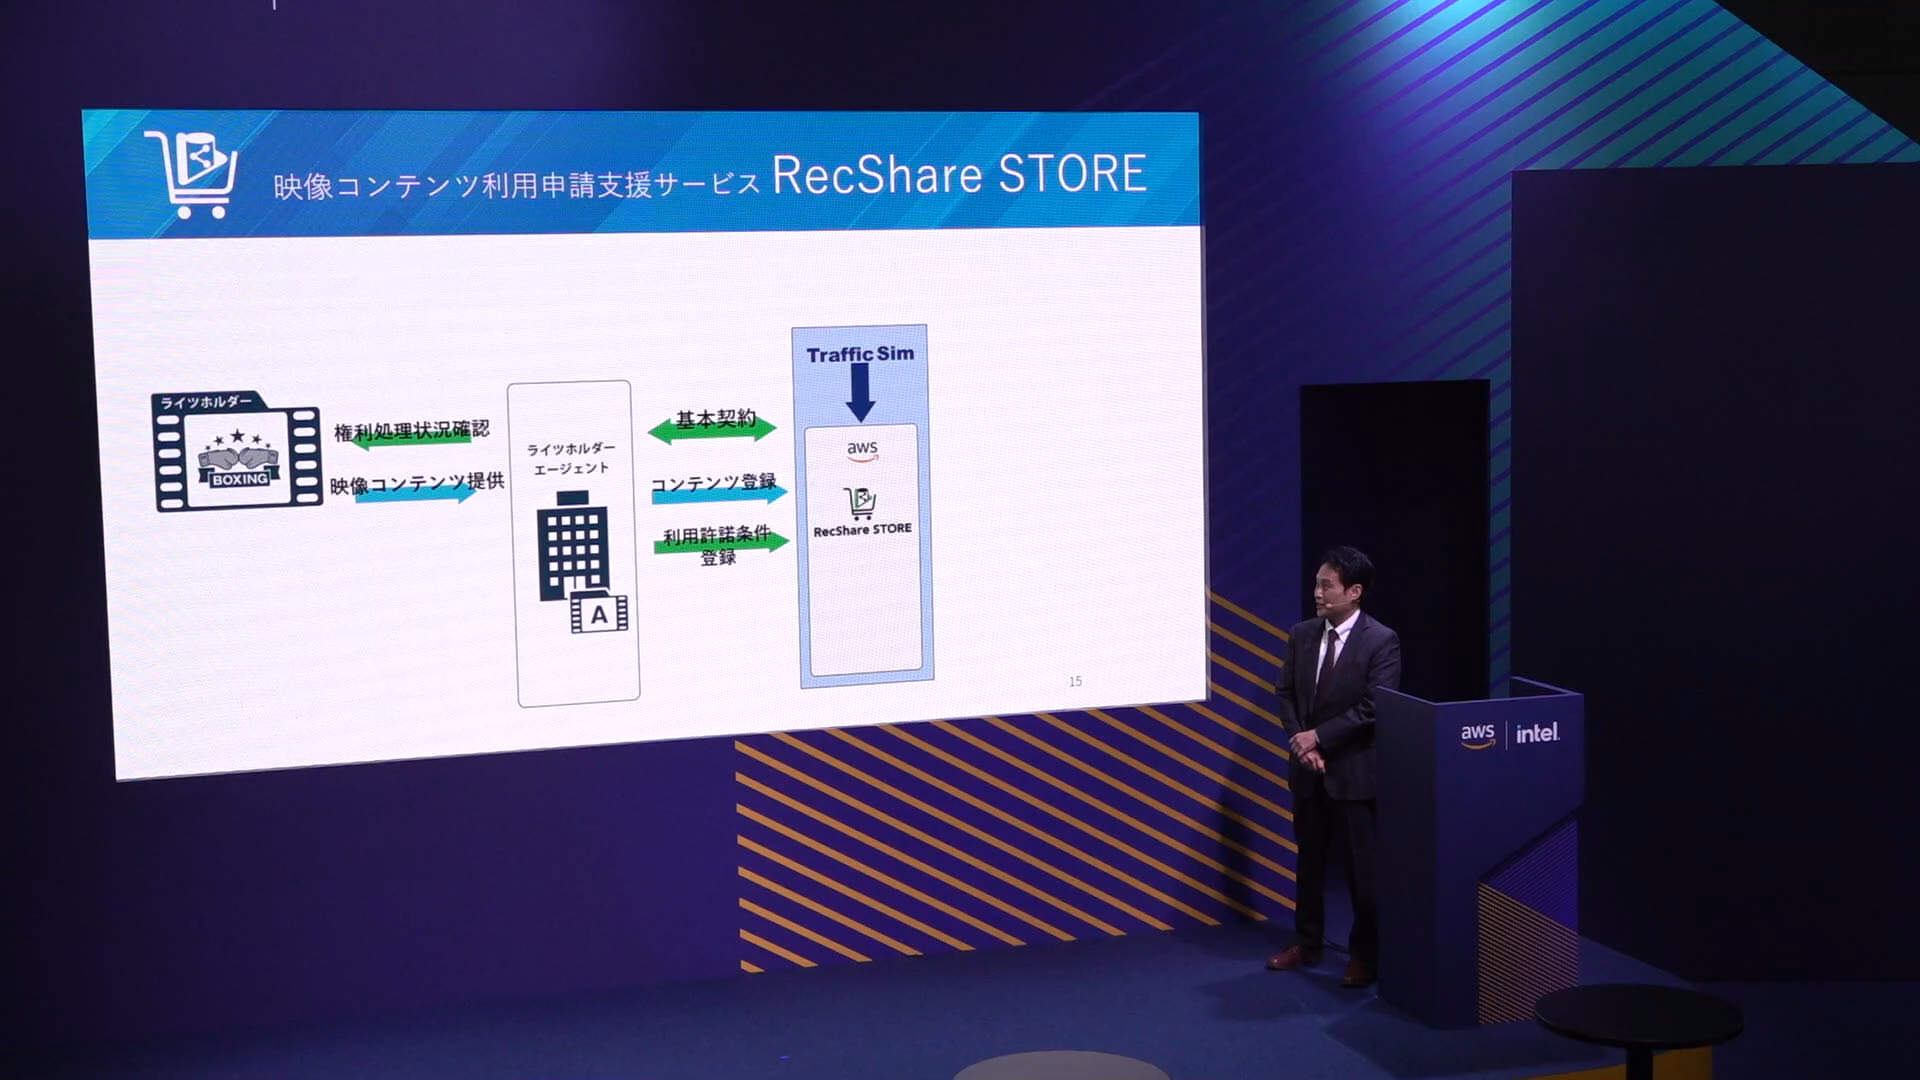 映像コンテンツ利用申請支援サービス RecShare STORE
ライツホルダー
BOXING
権利処理状況確認
映像コンテンツ提供
ライツホルダー
エージェント
A
基本契約
コンテンツ登録
利用許諾条件
登録
Traffic Sim
aws
RecShare STORE
15
aws | intel.